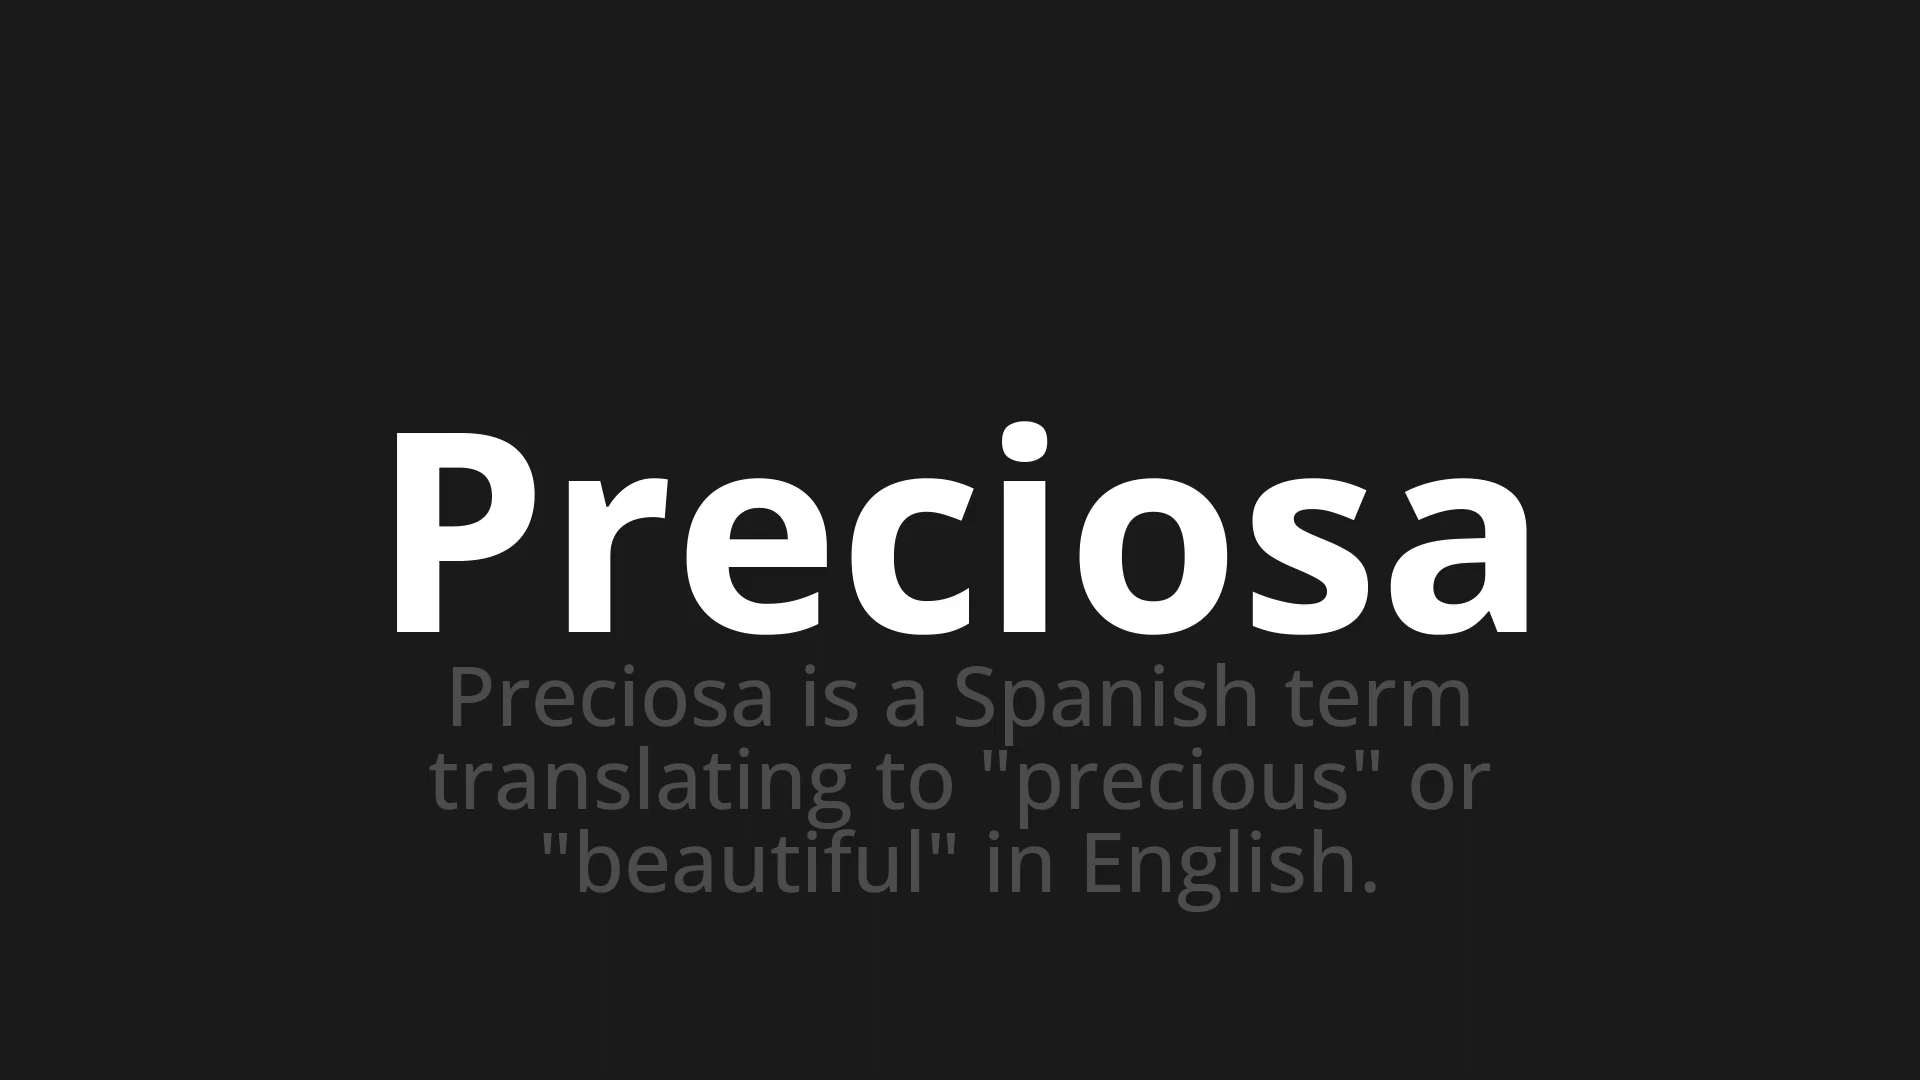 Preciosa
Preciosa is a Spanish term
translating to "precious" or
"beautiful" in English.